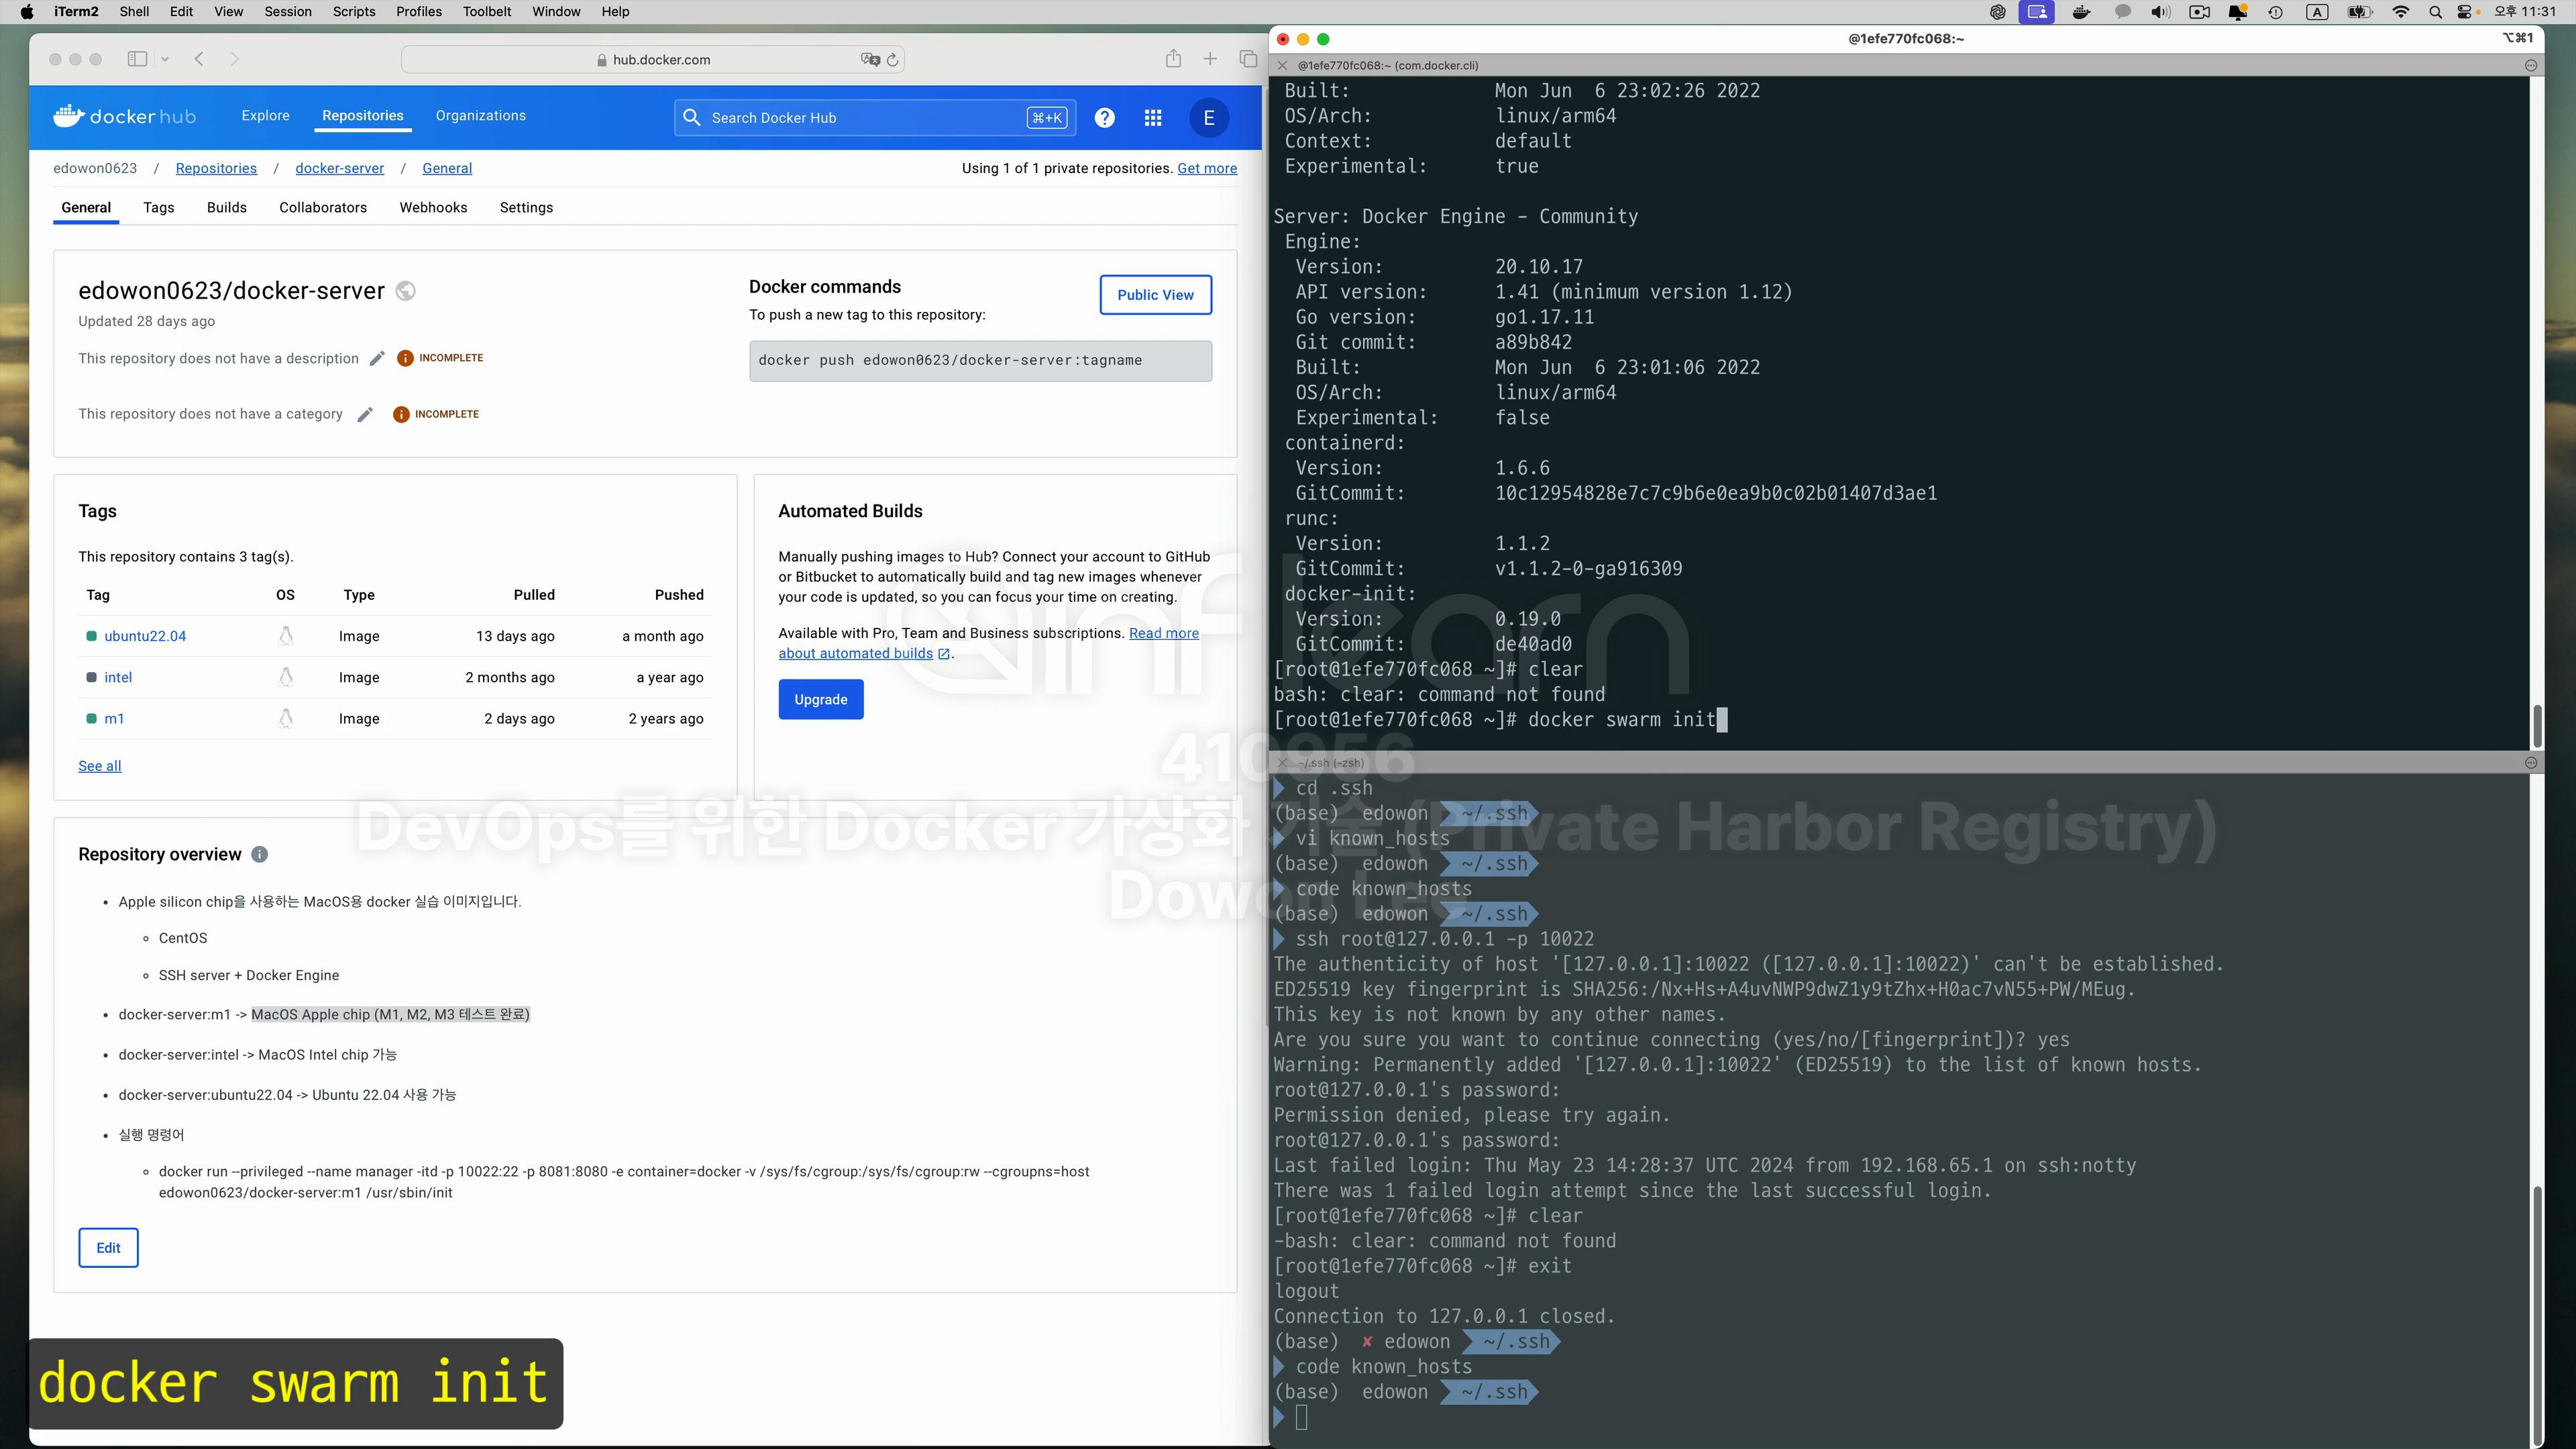 iTerm2 Shell Edit View Session Scripts Profiles Toolbelt Window Help
A 오후 11:31
hub.docker.com
docker hub Explore Repositories Organizations
Search Docker Hub ⌘+K ? E
edowon0623 / Repositories / docker-server / General
Using 1 of 1 private repositories. Get more
General Tags Builds Collaborators Webhooks Settings
edowon0623/docker-server
Updated 28 days ago
This repository does not have a description INCOMPLETE
This repository does not have a category INCOMPLETE
Docker commands
Public View
To push a new tag to this repository:
docker push edowon0623/docker-server:tagname
Tags
This repository contains 3 tag(s).
Tag OS Type Pulled Pushed
ubuntu22.04 Image 13 days ago a month ago
intel Image 2 months ago a year ago
m1 Image 2 days ago 2 years ago
See all
Automated Builds
Manually pushing images to Hub? Connect your account to GitHub
or Bitbucket to automatically build and tag new images whenever
your code is updated, so you can focus your time on creating.
Available with Pro, Team and Business subscriptions. Read more
about automated builds .
Upgrade
Repository overview
• Apple silicon chip을 사용하는 MacOS용 docker 실습 이미지입니다.
CentOS
SSH server + Docker Engine
• docker-server:m1 -> MacOS Apple chip (M1, M2, M3 테스트 완료)
• docker-server:intel -> MacOS Intel chip 가능
• docker-server:ubuntu22.04 -> Ubuntu 22.04 사용 가능
• 실행 명령어
docker run --privileged --name manager -itd -p 10022:22 -p 8081:8080 -e container=docker -v /sys/fs/cgroup:/sys/fs/cgroup:rw --cgroupns=host
edowon0623/docker-server:m1 /usr/sbin/init
Edit
docker swarm init
@1efe770fc068:~ ⌥⌘1
@1efe770fc068:~ (com.docker.cli)
Built: Mon Jun  6 23:02:26 2022
OS/Arch: linux/arm64
Context: default
Experimental: true
Server: Docker Engine - Community
Engine:
Version: 20.10.17
API version: 1.41 (minimum version 1.12)
Go version: go1.17.11
Git commit: a89b842
Built: Mon Jun  6 23:01:06 2022
OS/Arch: linux/arm64
Experimental: false
containerd:
Version: 1.6.6
GitCommit: 10c12954828e7c7c9b6e0ea9b0c02b01407d3ae1
runc:
Version: 1.1.2
GitCommit: v1.1.2-0-ga916309
docker-init:
Version: 0.19.0
GitCommit: de40ad0
[root@1efe770fc068 ~]# clear
bash: clear: command not found
[root@1efe770fc068 ~]# docker swarm init
~/.ssh (-zsh)
cd .ssh
(base) edowon ~/.ssh
vi known_hosts
(base) edowon ~/.ssh
code known_hosts
(base) edowon ~/.ssh
ssh root@127.0.0.1 -p 10022
The authenticity of host '[127.0.0.1]:10022 ([127.0.0.1]:10022)' can't be established.
ED25519 key fingerprint is SHA256:/Nx+Hs+A4uvNWP9dwZ1y9tZhx+H0ac7vN55+PW/MEug.
This key is not known by any other names.
Are you sure you want to continue connecting (yes/no/[fingerprint])? yes
Warning: Permanently added '[127.0.0.1]:10022' (ED25519) to the list of known hosts.
root@127.0.0.1's password:
Permission denied, please try again.
root@127.0.0.1's password:
Last failed login: Thu May 23 14:28:37 UTC 2024 from 192.168.65.1 on ssh:notty
There was 1 failed login attempt since the last successful login.
[root@1efe770fc068 ~]# clear
-bash: clear: command not found
[root@1efe770fc068 ~]# exit
logout
Connection to 127.0.0.1 closed.
(base) ✘ edowon ~/.ssh
code known_hosts
(base) edowon ~/.ssh
inflearn
410956
DevOps를 위한 Docker 가상화 기술 (Private Harbor Registry)
Dowon Lee